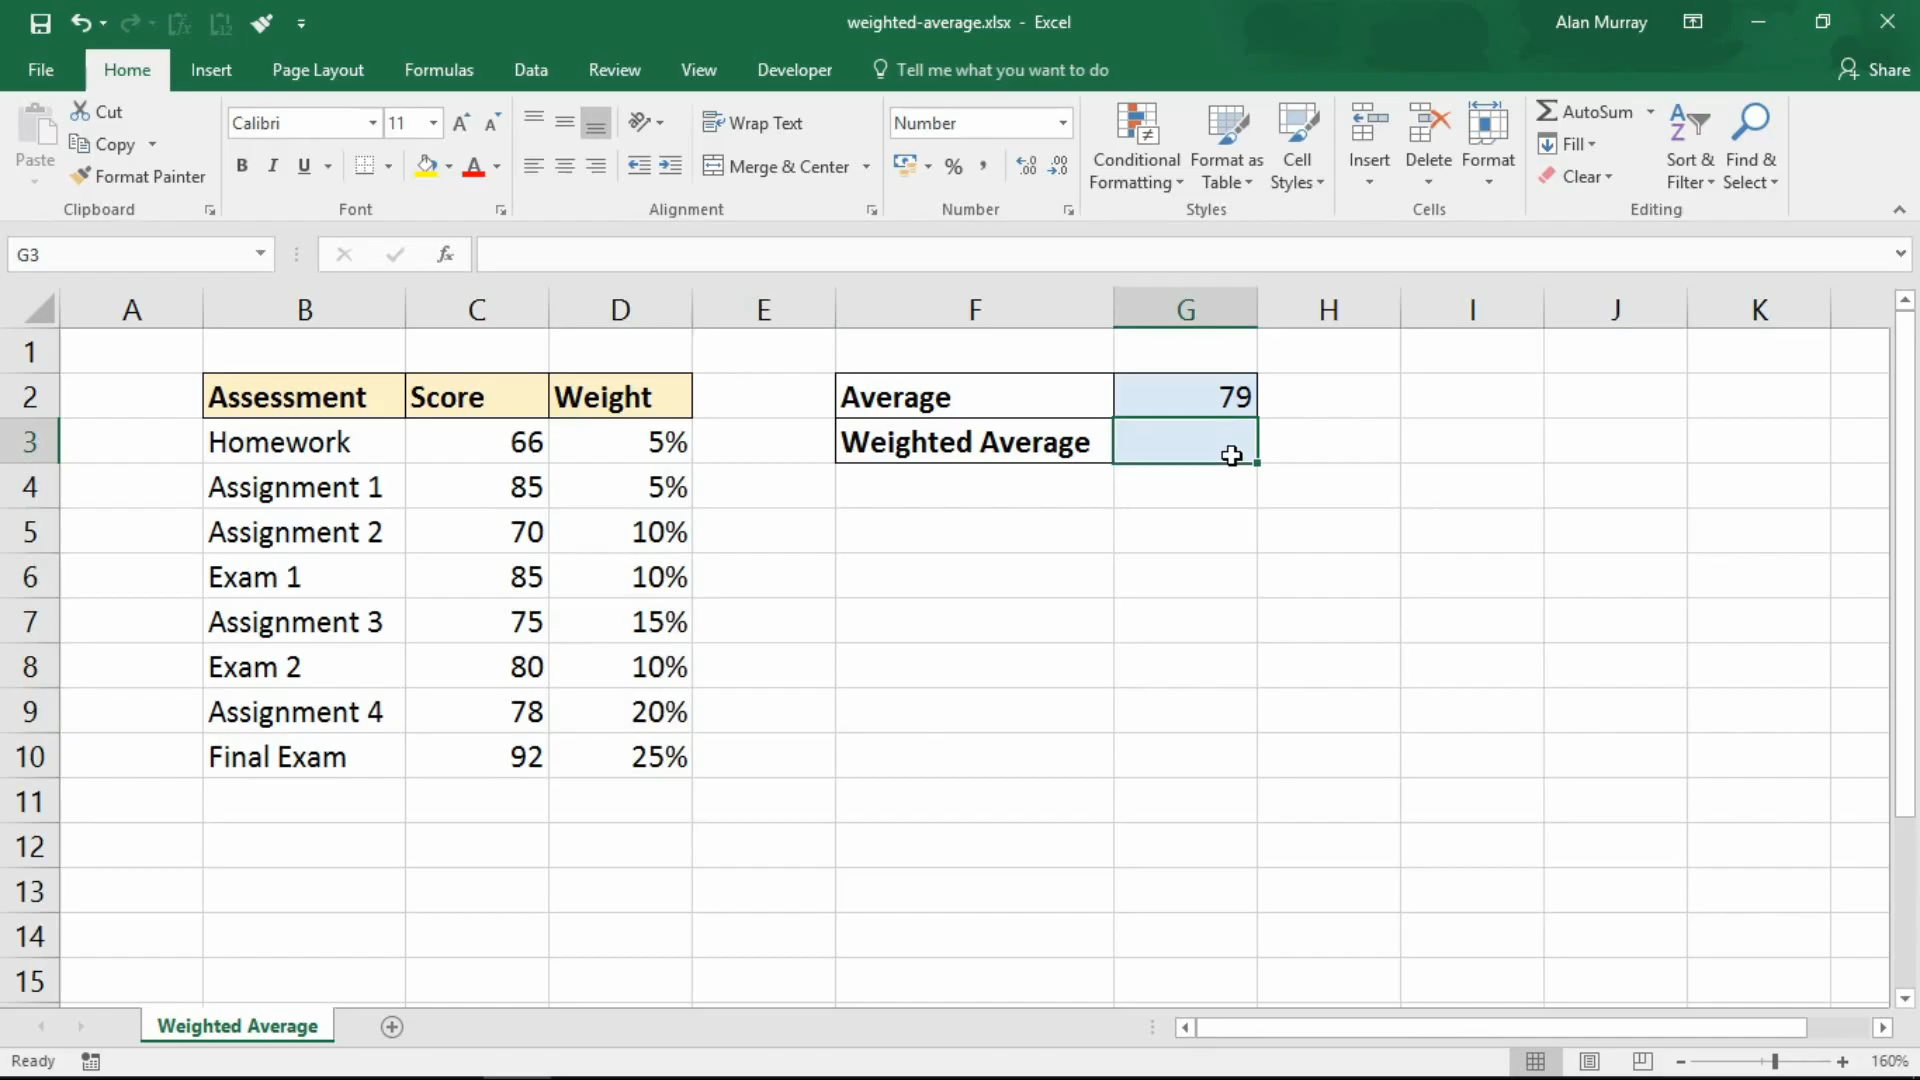 weighted-average.xlsx - Excel
Alan Murray
File Home Insert Page Layout Formulas Data Review View Developer Tell me what you want to do Share
Paste
Cut
Copy
Format Painter
Clipboard
Calibri 11
B I U
Font
Wrap Text
Merge & Center
Alignment
Number
%
Number
Conditional Formatting
Format as Table
Cell Styles
Styles
Insert Delete Format
Cells
AutoSum
Fill
Clear
Sort & Filter
Find & Select
Editing
G3
fx
A B C D E F G H I J K
1
2 Assessment Score Weight Average 79
3 Homework 66 5% Weighted Average
4 Assignment 1 85 5%
5 Assignment 2 70 10%
6 Exam 1 85 10%
7 Assignment 3 75 15%
8 Exam 2 80 10%
9 Assignment 4 78 20%
10 Final Exam 92 25%
11
12
13
14
15
Weighted Average
Ready
160%